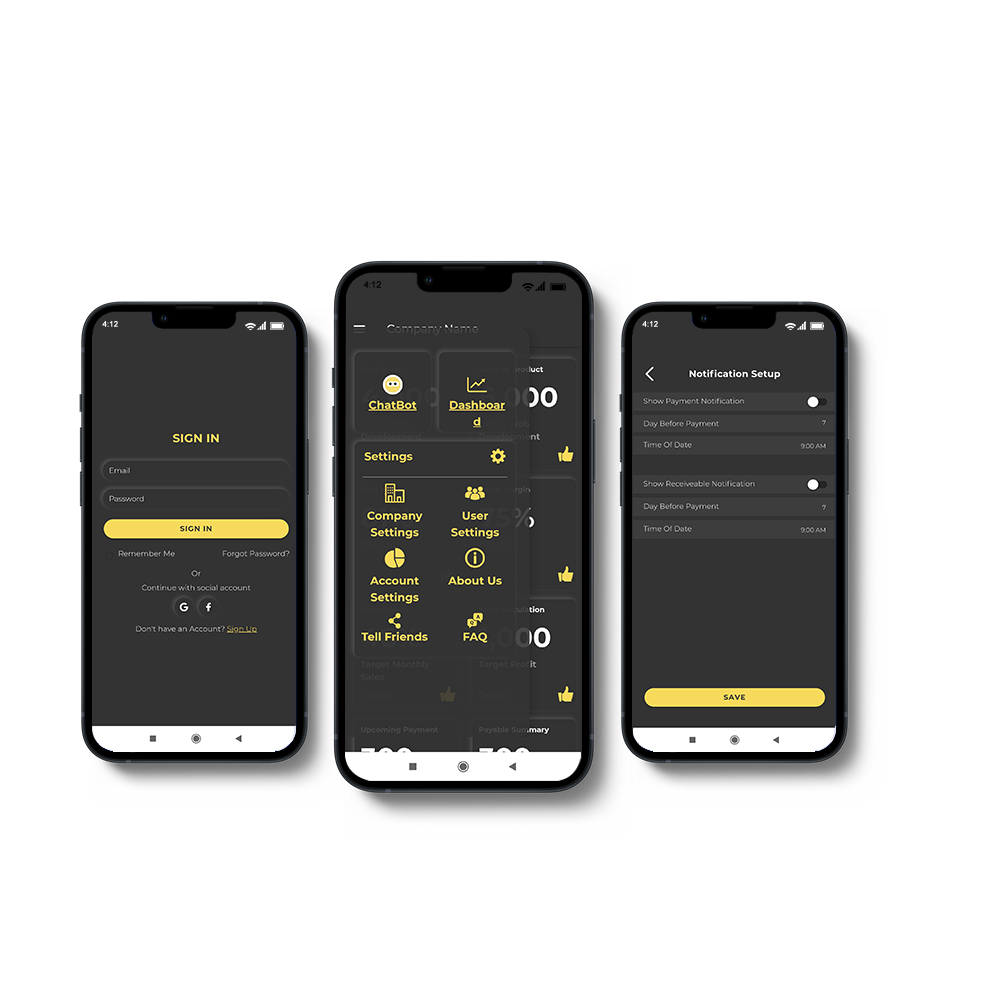 4:12
SIGN IN
Email
Password
SIGN IN
Remember Me
Forgot Password?
Or
Continue with social account
G f
Don't have an Account? Sign Up
4:12
Company Name
ChatBot
Dashboar
d
Settings
Company
Settings
User
Settings
Account
Settings
About Us
Tell Friends
FAQ
Target Monthly
Sales
Target Profit
Upcoming Payment
Payable Summary
4:12
Notification Setup
Show Payment Notification
Day Before Payment
7
Time Of Date
9:00 AM
Show Receiveable Notification
Day Before Payment
7
Time Of Date
9:00 AM
SAVE